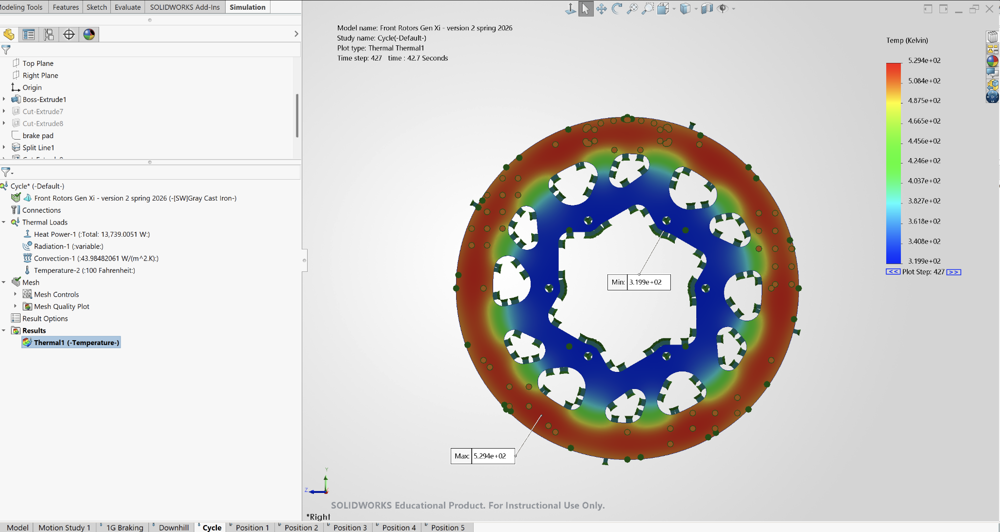 Modeling Tools
Features
Sketch
Evaluate
SOLIDWORKS Add-Ins
Simulation
Top Plane
Right Plane
Origin
Boss-Extrude1
Cut-Extrude7
Cut-Extrude8
brake pad
Split Line1
Cycle* (-Default-)
Front Rotors Gen Xi - version 2 spring 2026 (-[SW]Gray Cast Iron-)
Connections
Thermal Loads
Heat Power-1 (:Total: 13,739.0051 W:)
Radiation-1 (:variable:)
Convection-1 (:43.98482061 W/(m^2.K):)
Temperature-2 (:100 Fahrenheit:)
Mesh
Mesh Controls
Mesh Quality Plot
Result Options
Results
Thermal1 (-Temperature-)
Model name: Front Rotors Gen Xi - version 2 spring 2026
Study name: Cycle(-Default-)
Plot type: Thermal Thermal1
Time step: 427 time : 42.7 Seconds
Temp (Kelvin)
5.294e+02
5.084e+02
4.875e+02
4.665e+02
4.456e+02
4.246e+02
4.037e+02
3.827e+02
3.618e+02
3.408e+02
3.199e+02
<< Plot Step: 427 >>
Min: 3.199e+02
Max: 5.294e+02
Y
Z
SOLIDWORKS Educational Product. For Instructional Use Only.
*Right
Model
Motion Study 1
1G Braking
Downhill
Cycle
Position 1
Position 2
Position 3
Position 4
Position 5